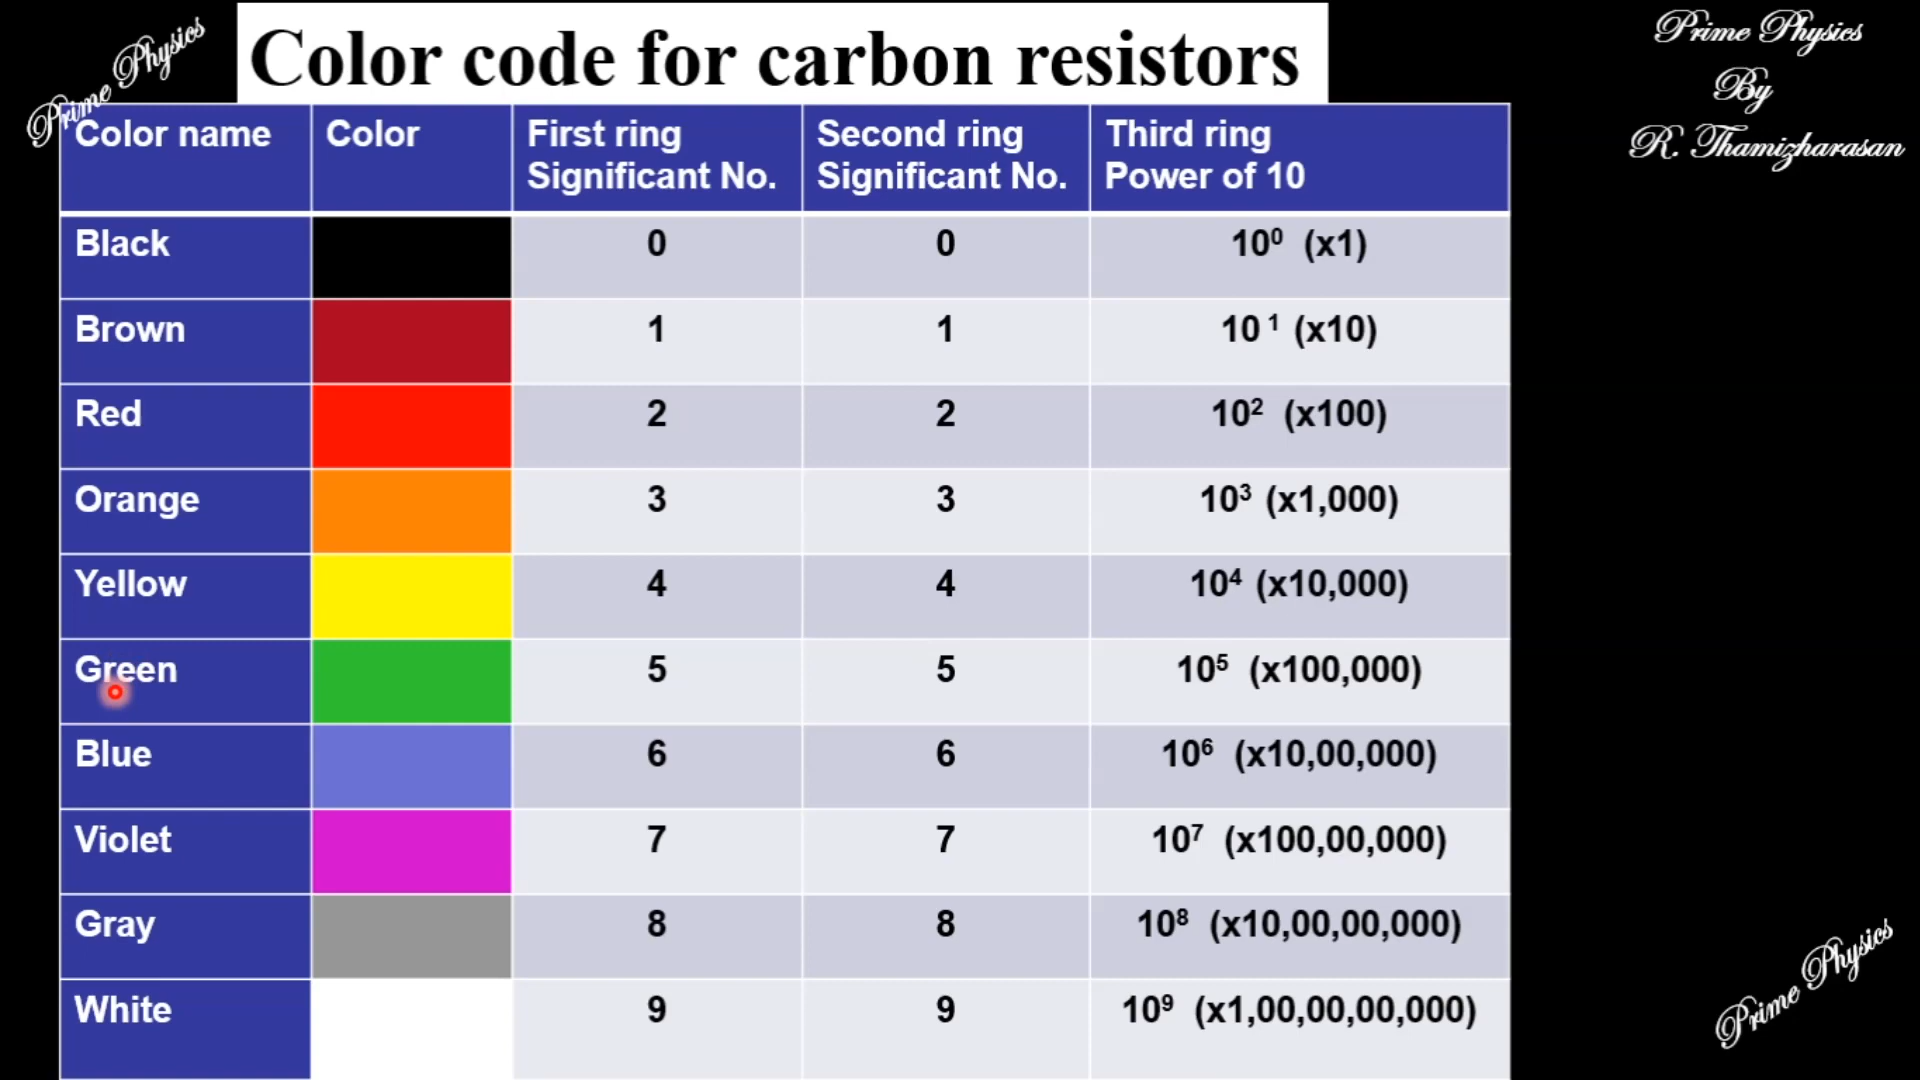 Color code for carbon resistors
Prime Physics
Prime Physics
By
R. Thamizharasan
Color name Color First ring Significant No. Second ring Significant No. Third ring Power of 10
Black 0 0 10⁰ (x1)
Brown 1 1 10 ¹ (x10)
Red 2 2 10² (x100)
Orange 3 3 10³ (x1,000)
Yellow 4 4 10⁴ (x10,000)
Green 5 5 10⁵ (x100,000)
Blue 6 6 10⁶ (x10,00,000)
Violet 7 7 10⁷ (x100,00,000)
Gray 8 8 10⁸ (x10,00,00,000)
White 9 9 10⁹ (x1,00,00,00,000)
Prime Physics